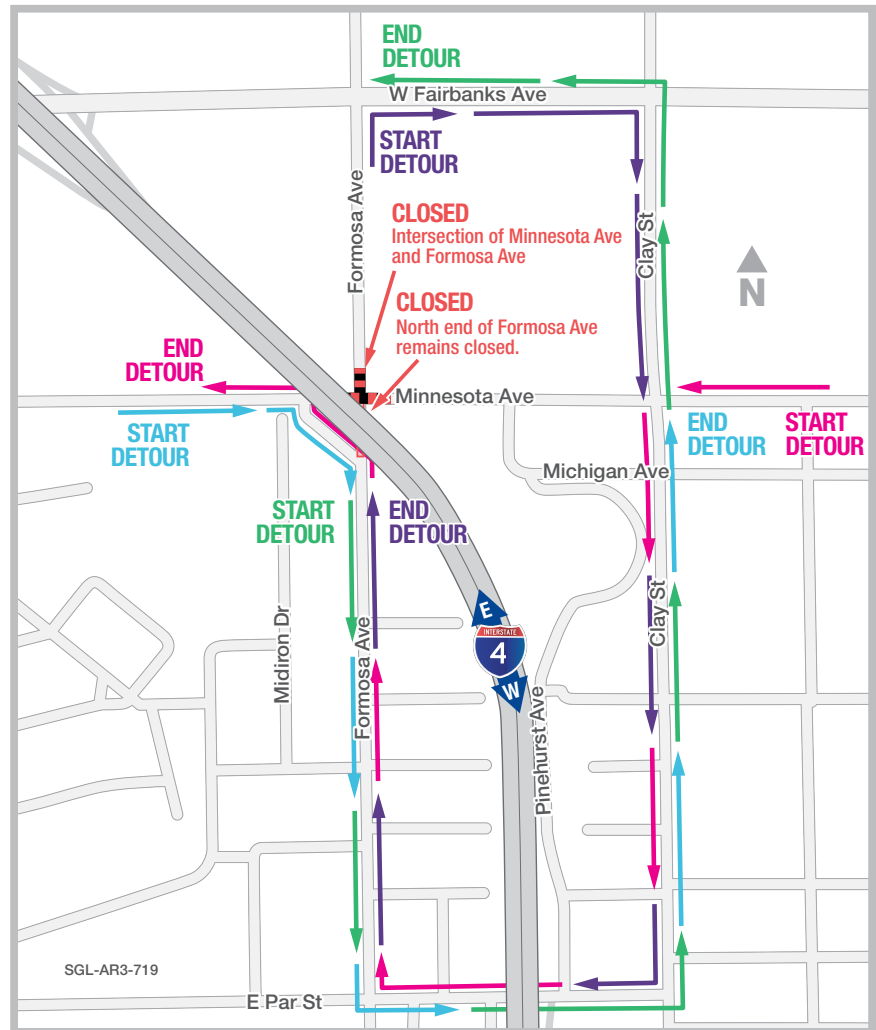 END
DETOUR
W Fairbanks Ave
START
DETOUR
Formosa Ave
CLOSED
Intersection of Minnesota Ave
and Formosa Ave
Clay St
N
CLOSED
North end of Formosa Ave
remains closed.
END
DETOUR
Minnesota Ave
START
DETOUR
END
DETOUR
START
DETOUR
Michigan Ave
START
DETOUR
END
DETOUR
Midiron Dr
Formosa Ave
E
INTERSTATE
4
W
Pinehurst Ave
Clay St
SGL-AR3-719
E Par St